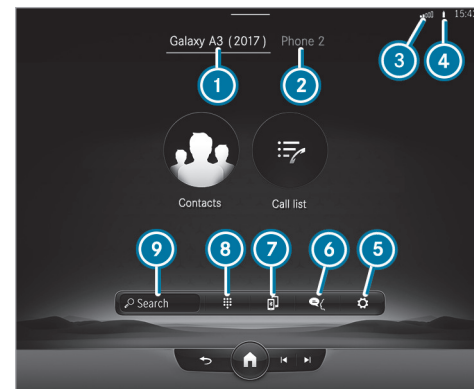 15:42
Galaxy A3 (2017) Phone 2
3 4
1 2
Contacts Call list
9 8 7 6 5
Search